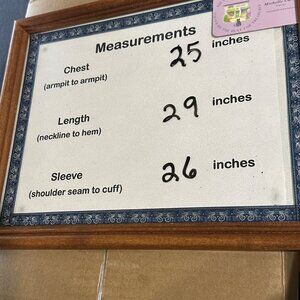 Measurements
Chest 25 inches
(armpit to armpit)
Length 29 inches
(neckline to hem)
Sleeve 26 inches
(shoulder seam to cuff)